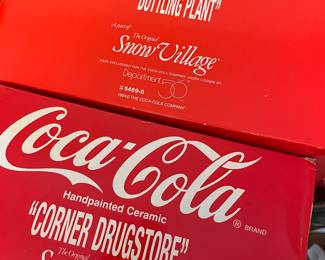 BOTTLING PLANT"
A part of The Original
Snow Village®
Department 56
# 5469-0
Coca-Cola
® BRAND
Handpainted Ceramic
"CORNER DRUGSTORE"
The Original